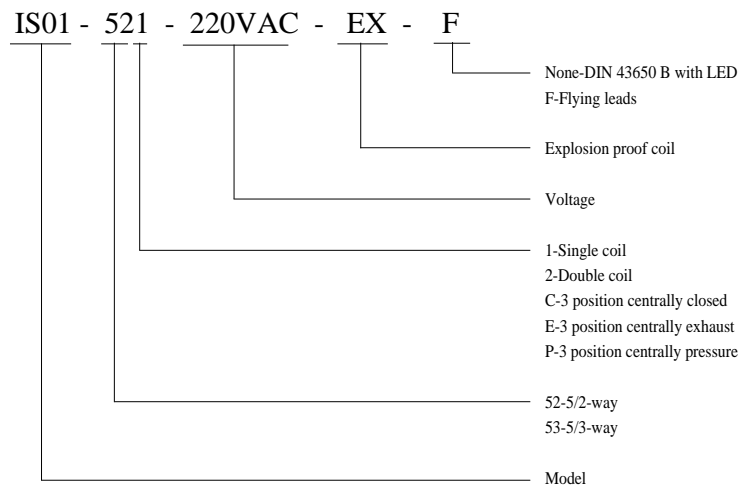 IS01 - 521 - 220VAC - EX - F
None-DIN 43650 B with LED
F-Flying leads
Explosion proof coil
Voltage
1-Single coil
2-Double coil
C-3 position centrally closed
E-3 position centrally exhaust
P-3 position centrally pressure
52-5/2-way
53-5/3-way
Model